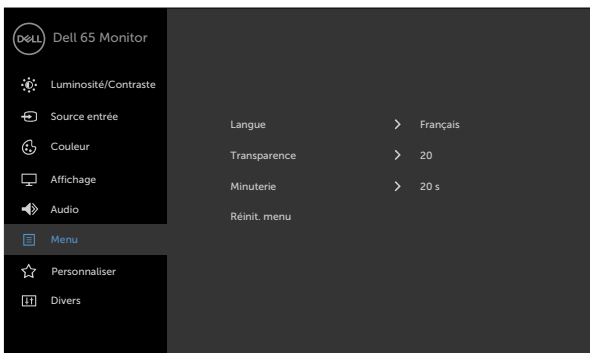 DELL Dell 65 Monitor
Luminosité/Contraste
Source entrée
Couleur
Affichage
Audio
Menu
Personnaliser
Divers
Langue > Français
Transparence > 20
Minuterie > 20 s
Réinit. menu